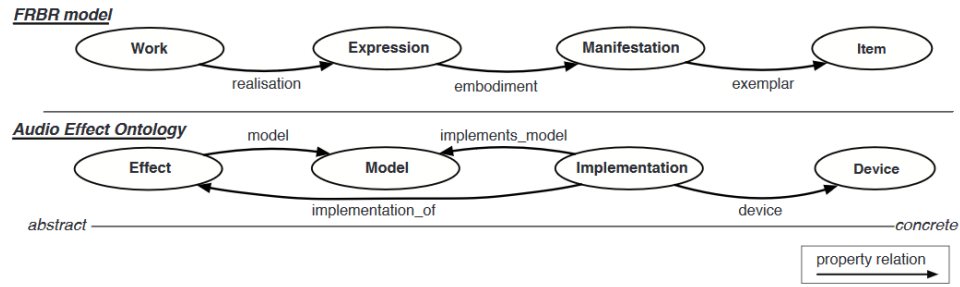 FRBR model
Work
Expression
Manifestation
Item
realisation
embodiment
exemplar
Audio Effect Ontology
model
implements_model
Effect
Model
Implementation
Device
implementation_of
device
abstract
concrete
property relation